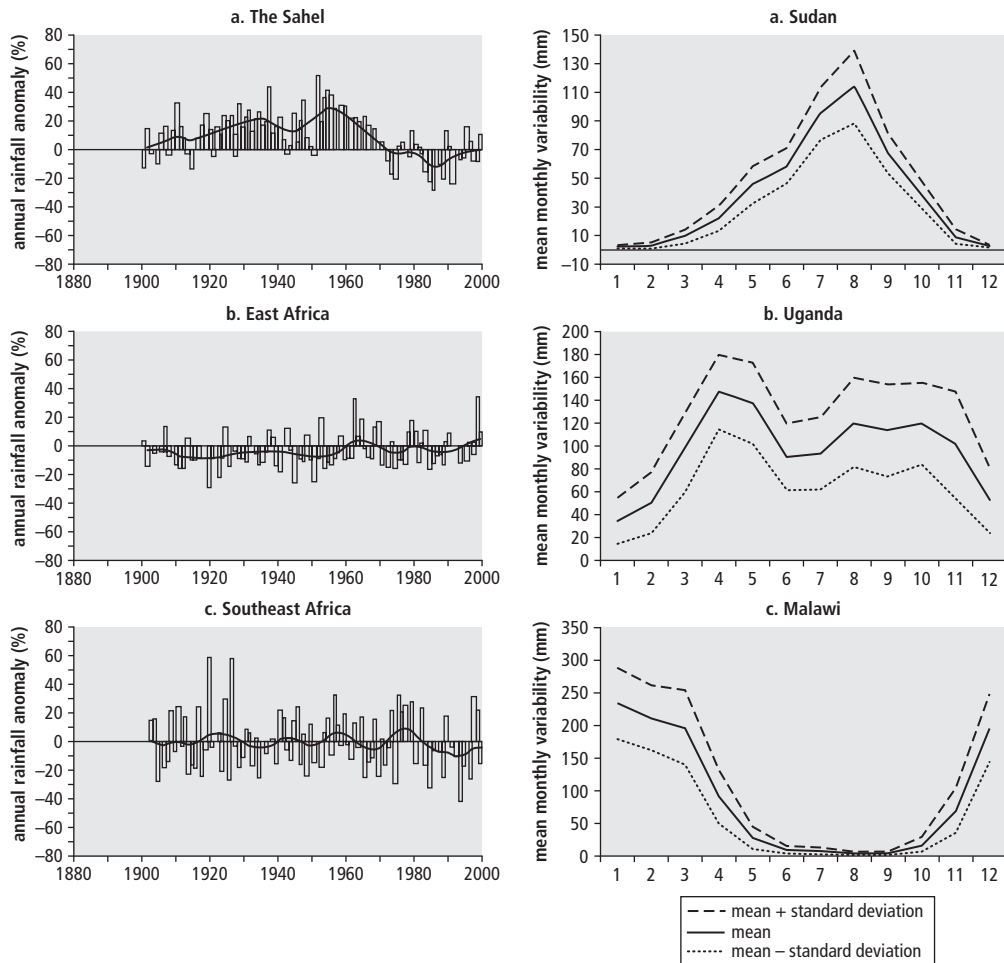 a. The Sahel
annual rainfall anomaly (%)
80
60
40
20
0
–20
–40
–60
–80
1880 1900 1920 1940 1960 1980 2000
b. East Africa
annual rainfall anomaly (%)
80
60
40
20
0
–20
–40
–60
–80
1880 1900 1920 1940 1960 1980 2000
c. Southeast Africa
annual rainfall anomaly (%)
80
60
40
20
0
–20
–40
–60
–80
1880 1900 1920 1940 1960 1980 2000
a. Sudan
mean monthly variability (mm)
150
130
110
90
70
50
30
10
–10
1 2 3 4 5 6 7 8 9 10 11 12
b. Uganda
mean monthly variability (mm)
200
180
160
140
120
100
80
60
40
20
0
1 2 3 4 5 6 7 8 9 10 11 12
c. Malawi
mean monthly variability (mm)
350
300
250
200
150
100
50
0
1 2 3 4 5 6 7 8 9 10 11 12
mean + standard deviation
mean
mean – standard deviation